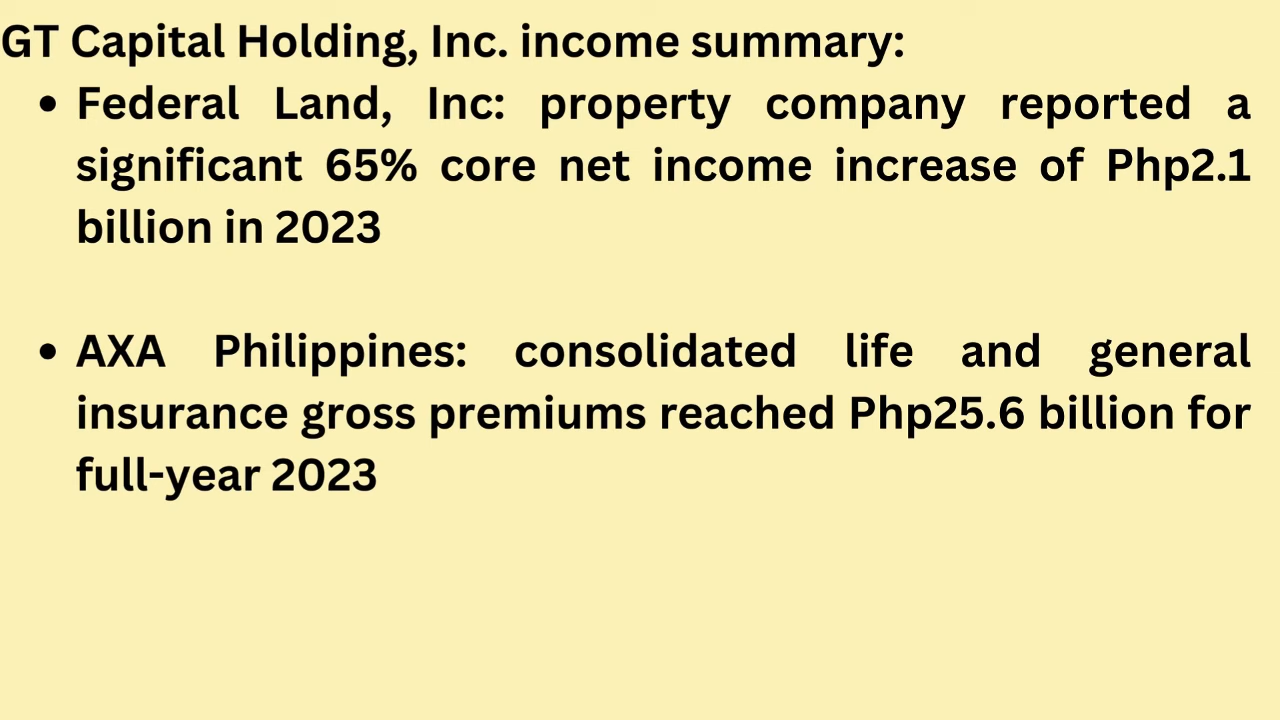 GT Capital Holding, Inc. income summary:
• Federal Land, Inc: property company reported a
significant 65% core net income increase of Php2.1
billion in 2023
• AXA Philippines: consolidated life and general
insurance gross premiums reached Php25.6 billion for
full-year 2023